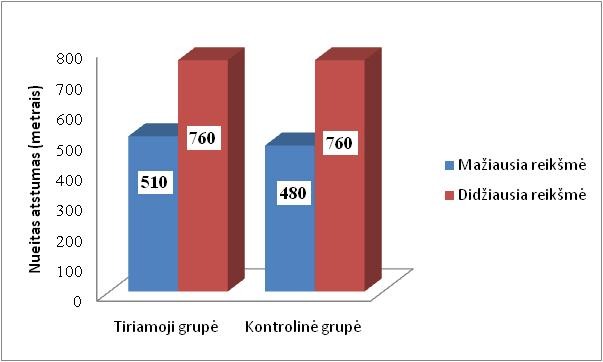 Nueitas atstumas (metrais)
800
700
600
500
400
300
200
100
0
510
760
480
760
Tiriamoji grupė
Kontrolinė grupė
Mažiausia reikšmė
Didžiausia reikšmė